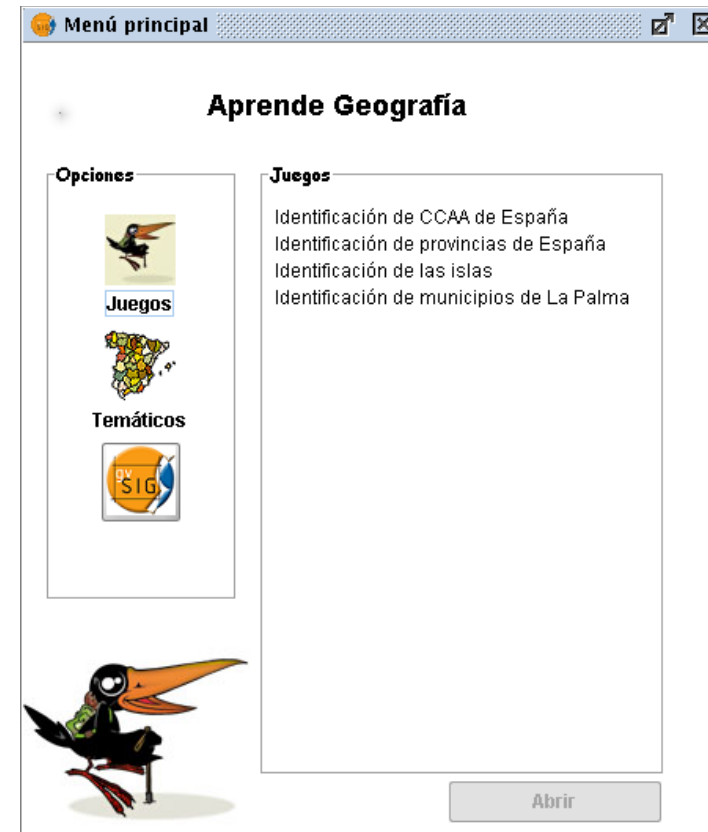 Menú principal
Aprende Geografía
Opciones
Juegos
Temáticos
gv
SIG
Juegos
Identificación de CCAA de España
Identificación de provincias de España
Identificación de las islas
Identificación de municipios de La Palma
Abrir